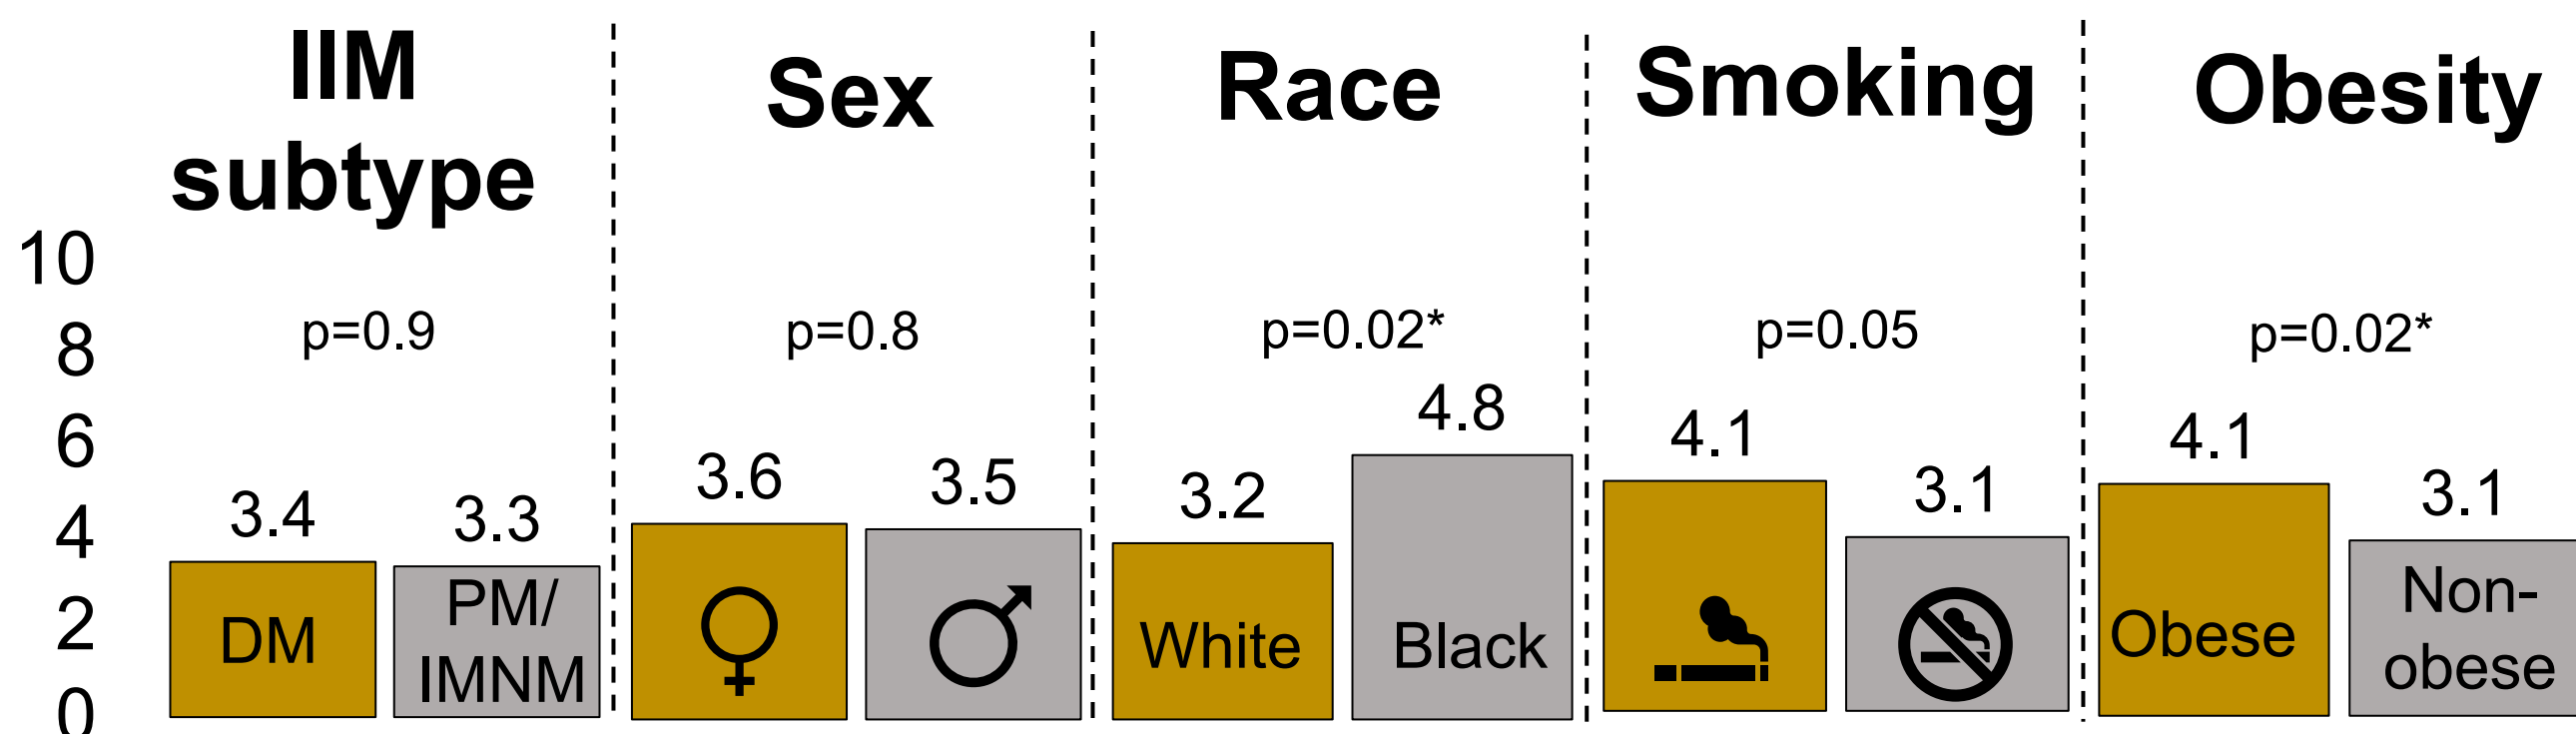 IIM
subtype
Sex
Race
Smoking
Obesity
10
8
6
4
2
0
p=0.9
p=0.8
p=0.02*
p=0.05
p=0.02*
3.4
3.3
3.6
3.5
3.2
4.8
4.1
3.1
4.1
3.1
DM
PM/
IMNM
White
Black
Obese
Non-
obese